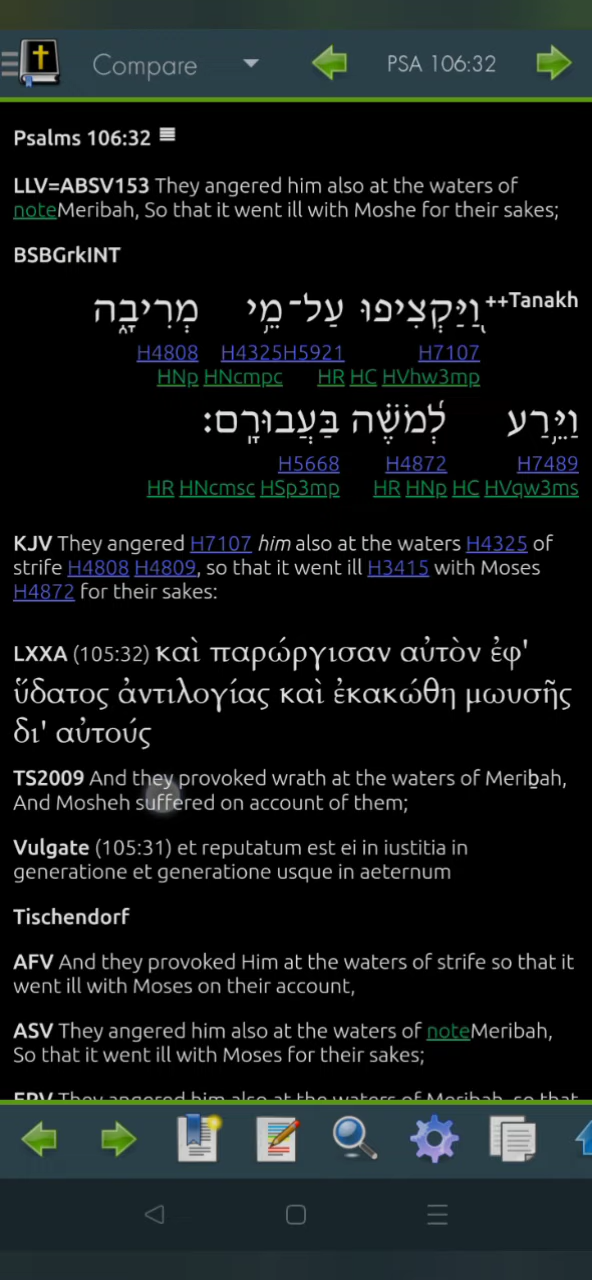 Compare
PSA 106:32
Psalms 106:32
LLV=ABSV153 They angered him also at the waters of
noteMeribah, So that it went ill with Moshe for their sakes;
BSBGrkINT
++Tanakh וַיַּקְצִיפוּ עַל־מֵ֥י מְרִיבָ֑ה
H4808 H4325H5921 H7107
HNp HNcmpc HR HC HVhw3mp
וַיֵּ֥רַע לְ֝מֹשֶׁ֗ה בַּעֲבוּרָֽם׃
H5668 H4872 H7489
HR HNcmsc HSp3mp HR HNp HC HVqw3ms
KJV They angered H7107 him also at the waters H4325 of
strife H4808 H4809, so that it went ill H3415 with Moses
H4872 for their sakes:
LXXA (105:32) καὶ παρώργισαν αὐτὸν ἐφ'
ὕδατος ἀντιλογίας καὶ ἐκακώθη μωυσῆς
δι' αὐτούς
TS2009 And they provoked wrath at the waters of Meriḇah,
And Mosheh suffered on account of them;
Vulgate (105:31) et reputatum est ei in iustitia in
generatione et generatione usque in aeternum
Tischendorf
AFV And they provoked Him at the waters of strife so that it
went ill with Moses on their account,
ASV They angered him also at the waters of noteMeribah,
So that it went ill with Moses for their sakes;